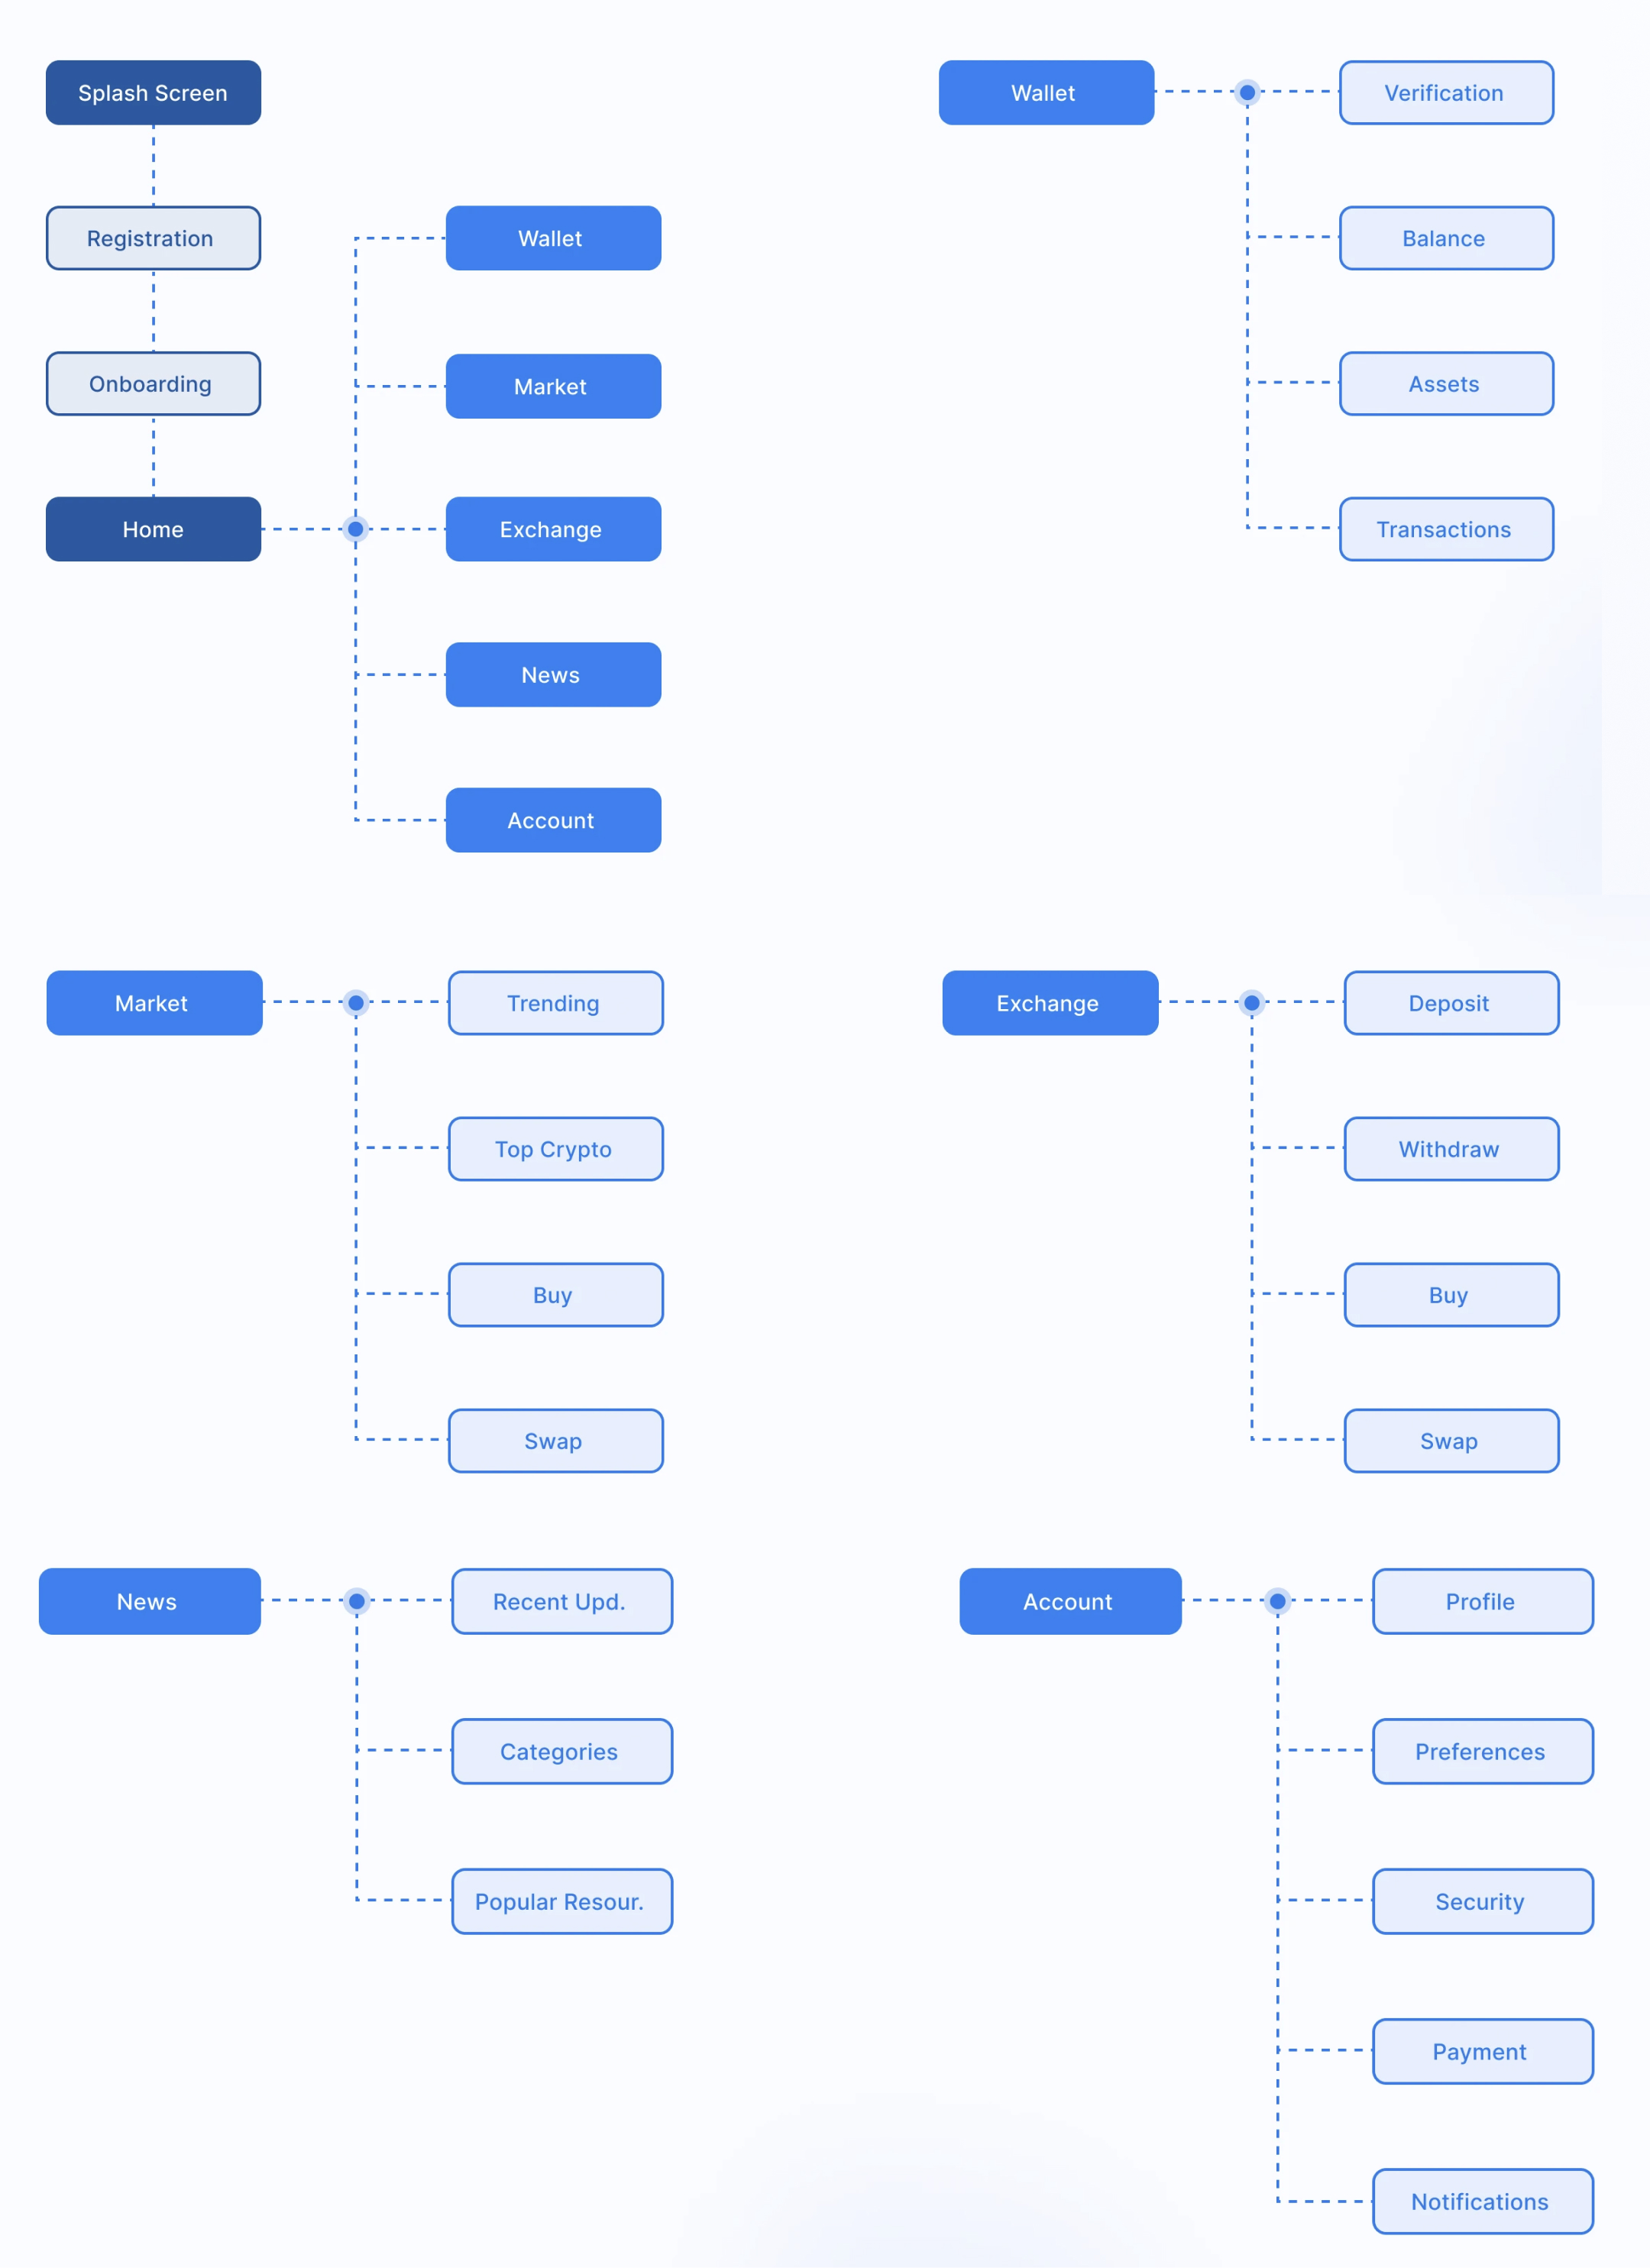 Splash Screen
Registration
Onboarding
Home
Wallet
Market
Exchange
News
Account
Wallet
Verification
Balance
Assets
Transactions
Market
Trending
Top Crypto
Buy
Swap
Exchange
Deposit
Withdraw
Buy
Swap
News
Recent Upd.
Categories
Popular Resour.
Account
Profile
Preferences
Security
Payment
Notifications